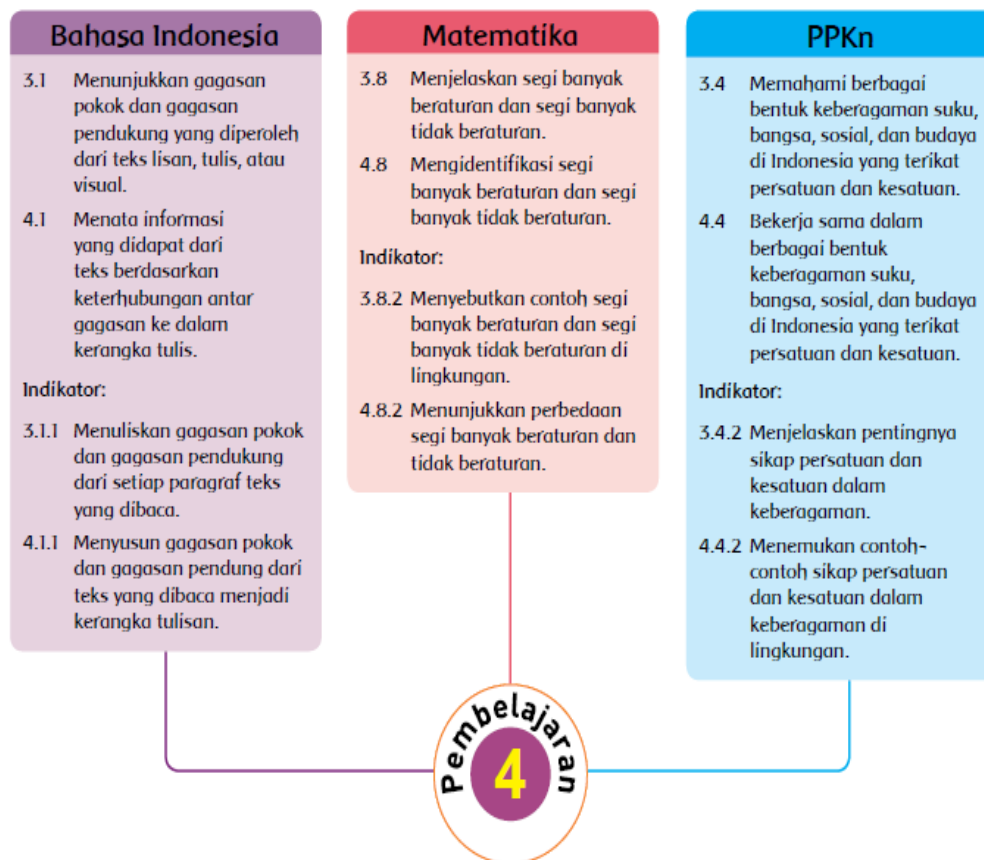 Bahasa Indonesia
3.1 Menunjukkan gagasan
pokok dan gagasan
pendukung yang diperoleh
dari teks lisan, tulis, atau
visual.
4.1 Menata informasi
yang didapat dari
teks berdasarkan
keterhubungan antar
gagasan ke dalam
kerangka tulis.
Indikator:
3.1.1 Menuliskan gagasan pokok
dan gagasan pendukung
dari setiap paragraf teks
yang dibaca.
4.1.1 Menyusun gagasan pokok
dan gagasan pendung dari
teks yang dibaca menjadi
kerangka tulisan.
Matematika
3.8 Menjelaskan segi banyak
beraturan dan segi banyak
tidak beraturan.
4.8 Mengidentifikasi segi
banyak beraturan dan segi
banyak tidak beraturan.
Indikator:
3.8.2 Menyebutkan contoh segi
banyak beraturan dan segi
banyak tidak beraturan di
lingkungan.
4.8.2 Menunjukkan perbedaan
segi banyak beraturan dan
tidak beraturan.
PPKn
3.4 Memahami berbagai
bentuk keberagaman suku,
bangsa, sosial, dan budaya
di Indonesia yang terikat
persatuan dan kesatuan.
4.4 Bekerja sama dalam
berbagai bentuk
keberagaman suku,
bangsa, sosial, dan budaya
di Indonesia yang terikat
persatuan dan kesatuan.
Indikator:
3.4.2 Menjelaskan pentingnya
sikap persatuan dan
kesatuan dalam
keberagaman.
4.4.2 Menemukan contoh-
contoh sikap persatuan
dan kesatuan dalam
keberagaman di
lingkungan.
Pembelajaran
4